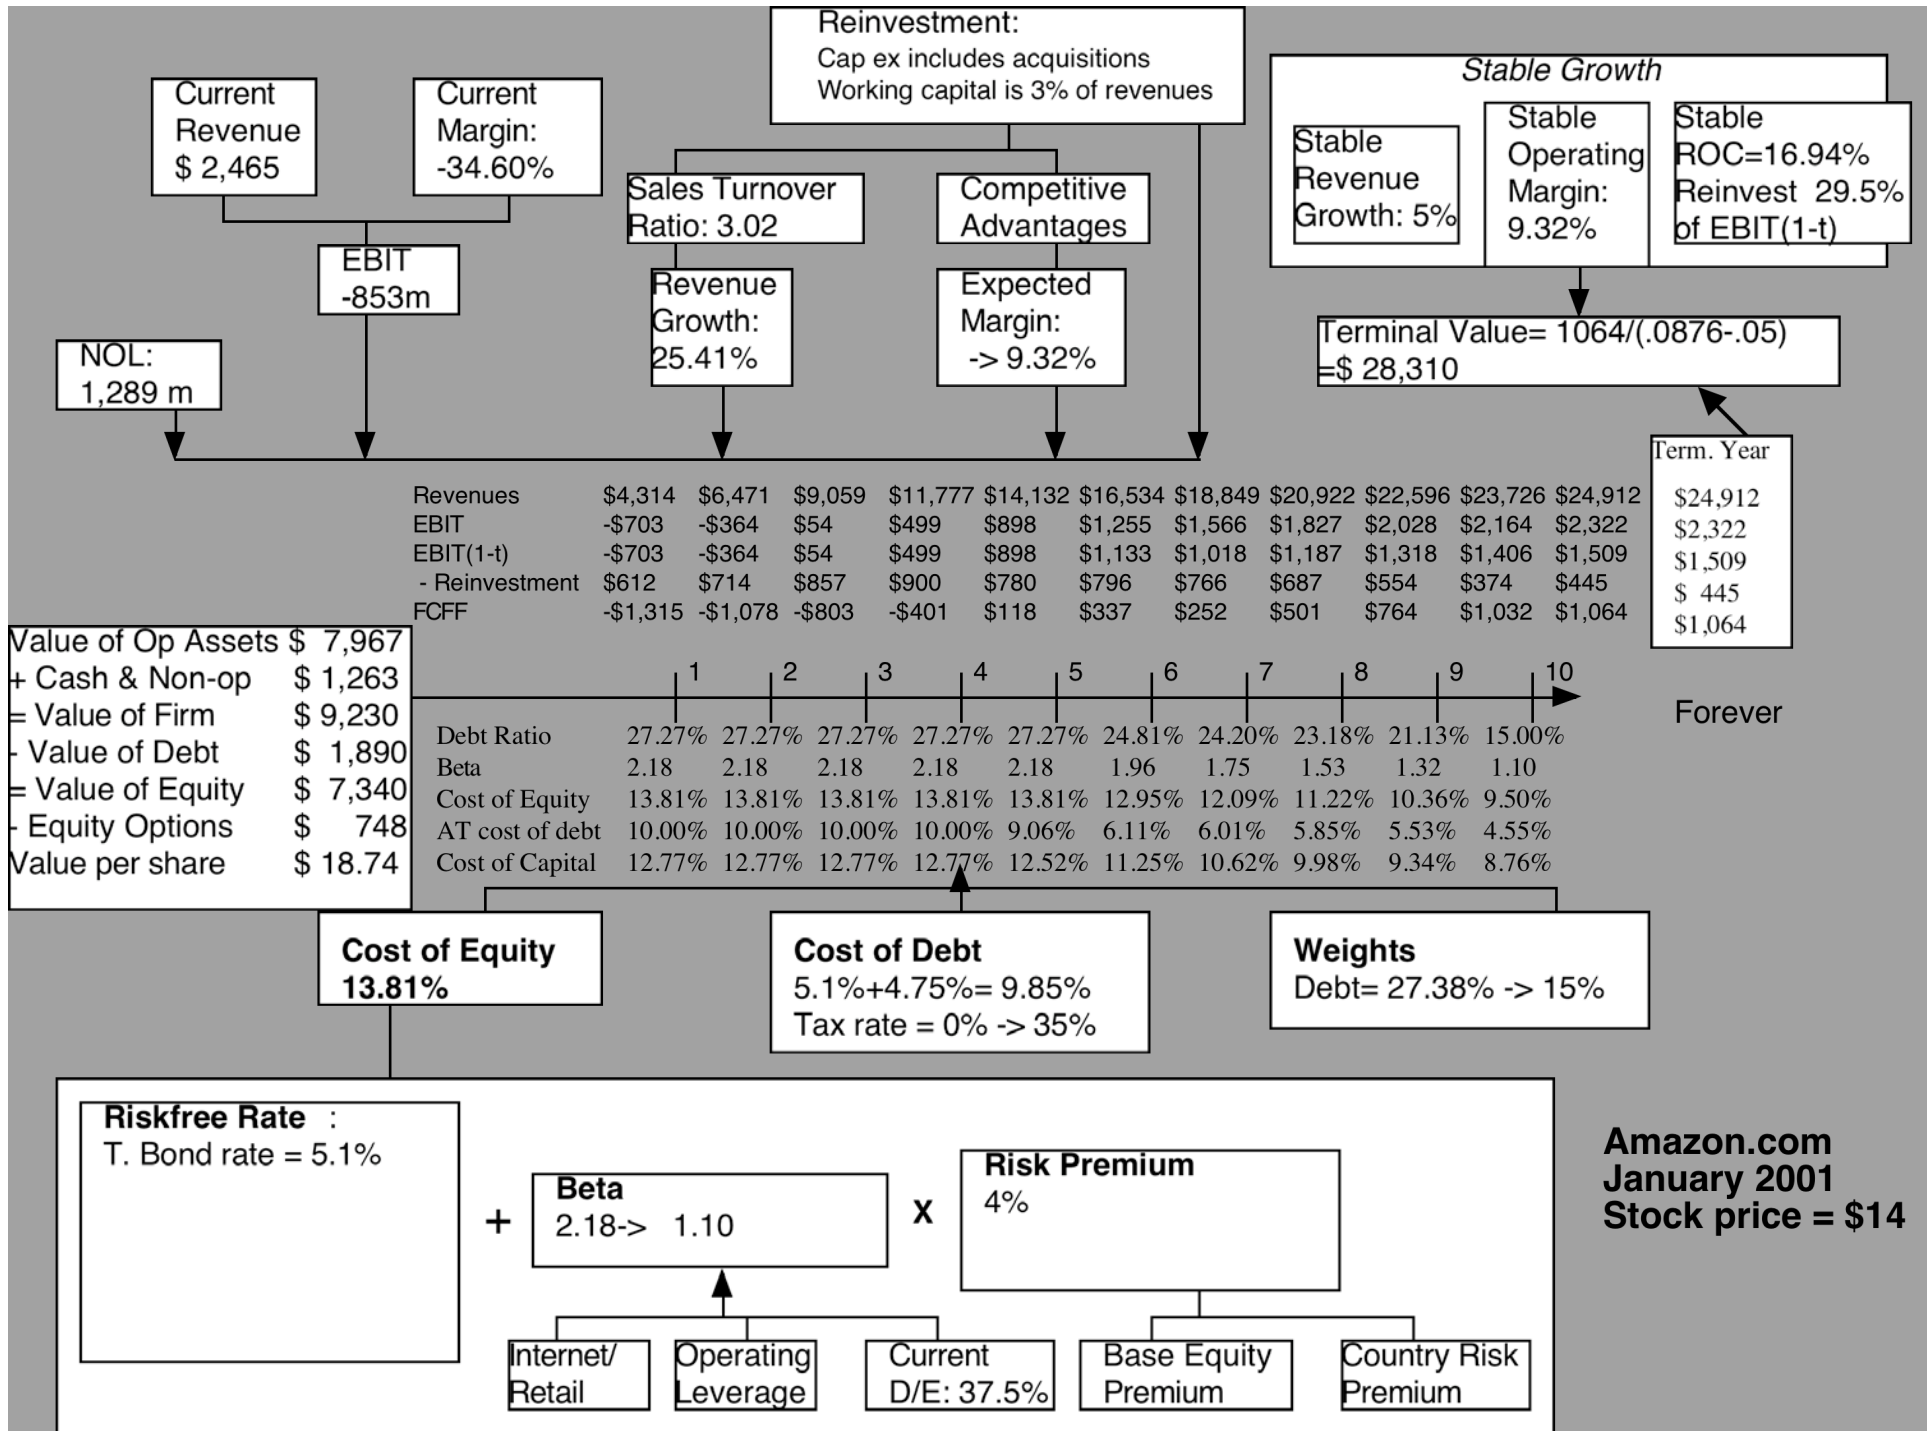 Reinvestment:
Cap ex includes acquisitions
Working capital is 3% of revenues
Current
Revenue
$ 2,465
Current
Margin:
-34.60%
Stable Growth
Stable
Revenue
Growth: 5%
Stable
Operating
Margin:
9.32%
Stable
ROC=16.94%
Reinvest 29.5%
of EBIT(1-t)
Sales Turnover
Ratio: 3.02
Competitive
Advantages
EBIT
-853m
Revenue
Growth:
25.41%
Expected
Margin:
-> 9.32%
NOL:
1,289 m
Terminal Value= 1064/(.0876-.05)
=$ 28,310
Term. Year
$24,912
$2,322
$1,509
$ 445
$1,064
Revenues $4,314 $6,471 $9,059 $11,777 $14,132 $16,534 $18,849 $20,922 $22,596 $23,726 $24,912
EBIT -$703 -$364 $54 $499 $898 $1,255 $1,566 $1,827 $2,028 $2,164 $2,322
EBIT(1-t) -$703 -$364 $54 $499 $898 $1,133 $1,018 $1,187 $1,318 $1,406 $1,509
- Reinvestment $612 $714 $857 $900 $780 $796 $766 $687 $554 $374 $445
FCFF -$1,315 -$1,078 -$803 -$401 $118 $337 $252 $501 $764 $1,032 $1,064
Value of Op Assets $ 7,967
+ Cash & Non-op $ 1,263
= Value of Firm $ 9,230
- Value of Debt $ 1,890
= Value of Equity $ 7,340
- Equity Options $ 748
Value per share $ 18.74
1 2 3 4 5 6 7 8 9 10
Forever
Debt Ratio 27.27% 27.27% 27.27% 27.27% 27.27% 24.81% 24.20% 23.18% 21.13% 15.00%
Beta 2.18 2.18 2.18 2.18 2.18 1.96 1.75 1.53 1.32 1.10
Cost of Equity 13.81% 13.81% 13.81% 13.81% 13.81% 12.95% 12.09% 11.22% 10.36% 9.50%
AT cost of debt 10.00% 10.00% 10.00% 10.00% 9.06% 6.11% 6.01% 5.85% 5.53% 4.55%
Cost of Capital 12.77% 12.77% 12.77% 12.77% 12.52% 11.25% 10.62% 9.98% 9.34% 8.76%
Cost of Equity
13.81%
Cost of Debt
5.1%+4.75%= 9.85%
Tax rate = 0% -> 35%
Weights
Debt= 27.38% -> 15%
Riskfree Rate :
T. Bond rate = 5.1%
+
Beta
2.18-> 1.10
X
Risk Premium
4%
Internet/
Retail
Operating
Leverage
Current
D/E: 37.5%
Base Equity
Premium
Country Risk
Premium
Amazon.com
January 2001
Stock price = $14